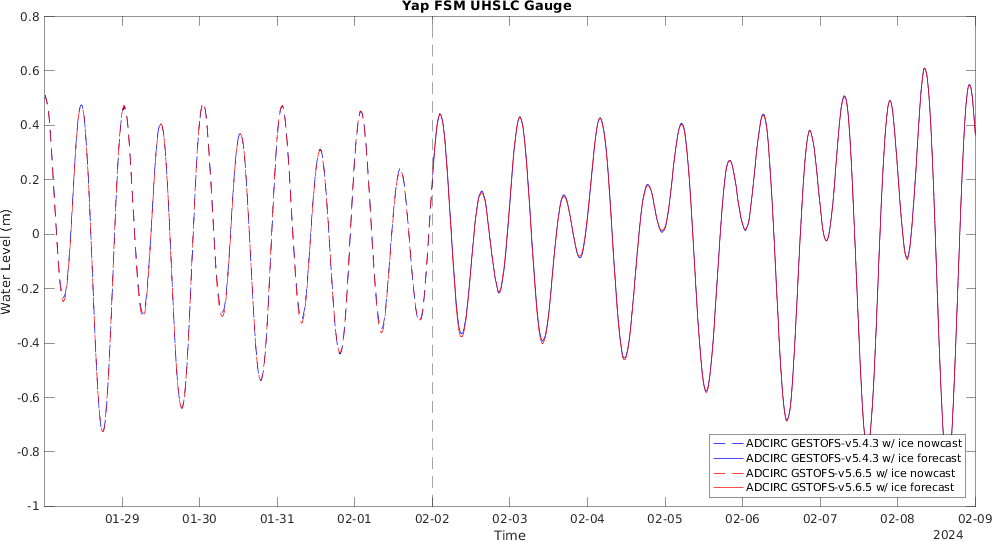 Yap FSM UHSLC Gauge
0.8
0.6
0.4
0.2
0
-0.2
-0.4
-0.6
-0.8
-1
Water Level (m)
ADCIRC GESTOFS-v5.4.3 w/ ice nowcast
ADCIRC GESTOFS-v5.4.3 w/ ice forecast
ADCIRC GSTOFS-v5.6.5 w/ ice nowcast
ADCIRC GSTOFS-v5.6.5 w/ ice forecast
01-29 01-30 01-31 02-01 02-02 02-03 02-04 02-05 02-06 02-07 02-08 02-09
Time
2024